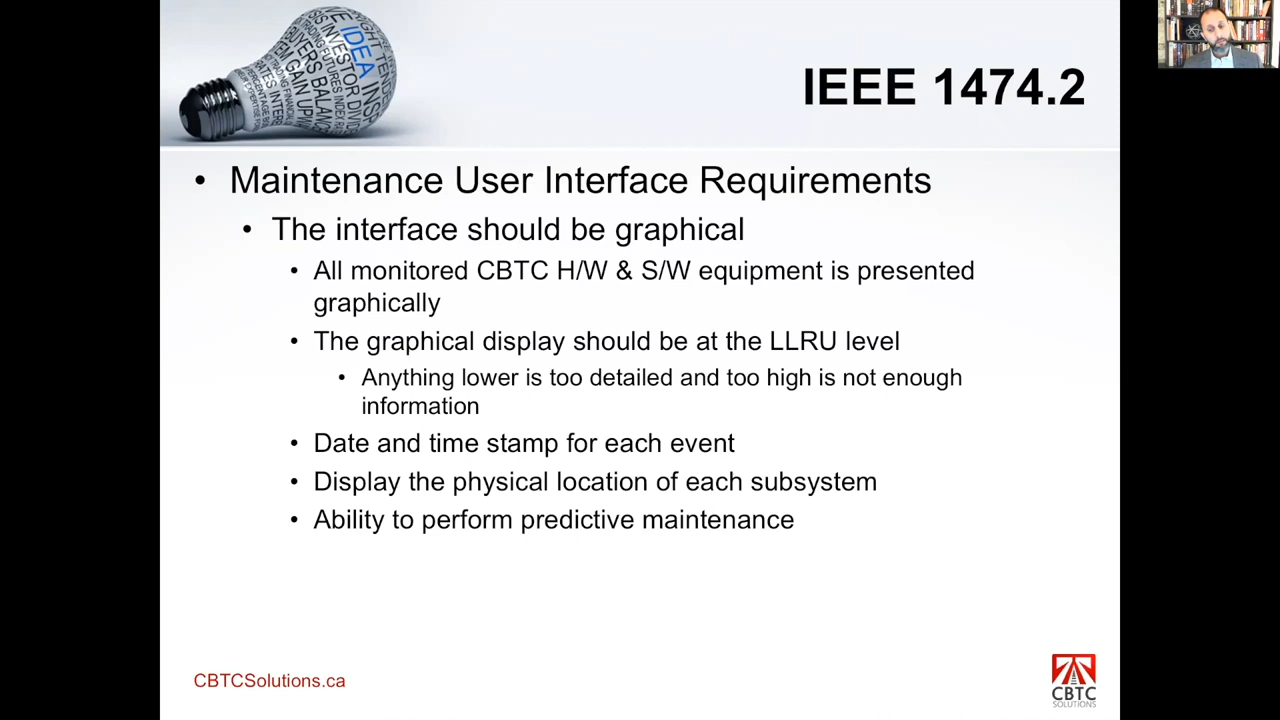 IDEA
IEEE 1474.2
• Maintenance User Interface Requirements
• The interface should be graphical
• All monitored CBTC H/W & S/W equipment is presented
graphically
• The graphical display should be at the LLRU level
• Anything lower is too detailed and too high is not enough
information
• Date and time stamp for each event
• Display the physical location of each subsystem
• Ability to perform predictive maintenance
CBTCSolutions.ca
CBTC
SOLUTIONS